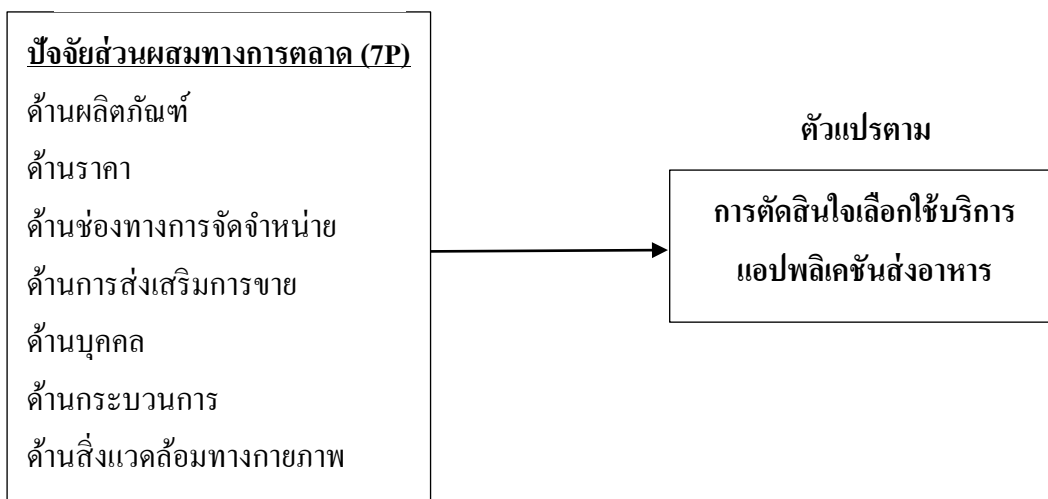 ปัจจัยส่วนผสมทางการตลาด (7P)
ด้านผลิตภัณฑ์
ด้านราคา
ด้านช่องทางการจัดจำหน่าย
ด้านการส่งเสริมการขาย
ด้านบุคคล
ด้านกระบวนการ
ด้านสิ่งแวดล้อมทางกายภาพ
ตัวแปรตาม
การตัดสินใจเลือกใช้บริการ
แอปพลิเคชันส่งอาหาร